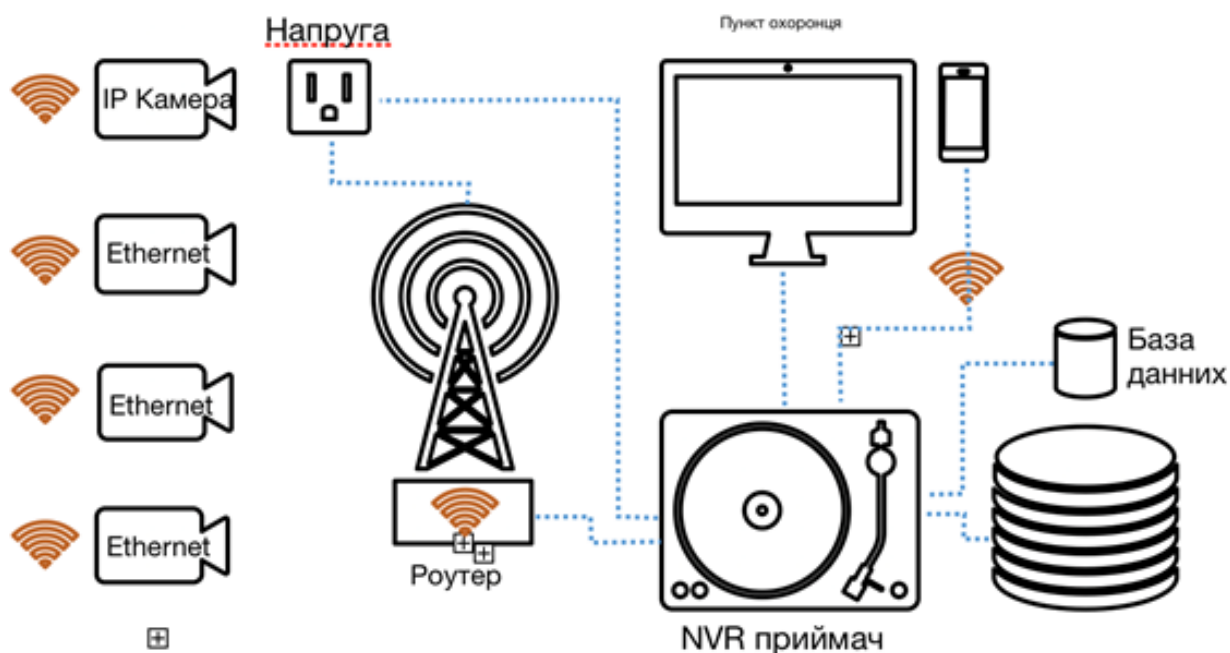 Пункт охоронця
Напруга
IP Камера
Ethernet
Ethernet
Ethernet
База
данних
Роутер
NVR приймач